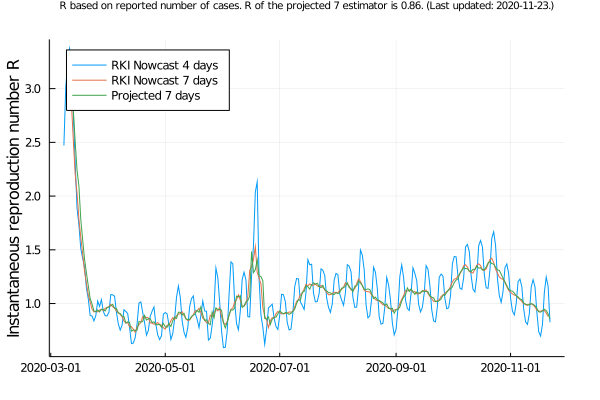 R based on reported number of cases. R of the projected 7 estimator is 0.86. (Last updated: 2020-11-23.)
Instantaneous reproduction number R
RKI Nowcast 4 days
RKI Nowcast 7 days
Projected 7 days
3.0
2.5
2.0
1.5
1.0
2020-03-01 2020-05-01 2020-07-01 2020-09-01 2020-11-01